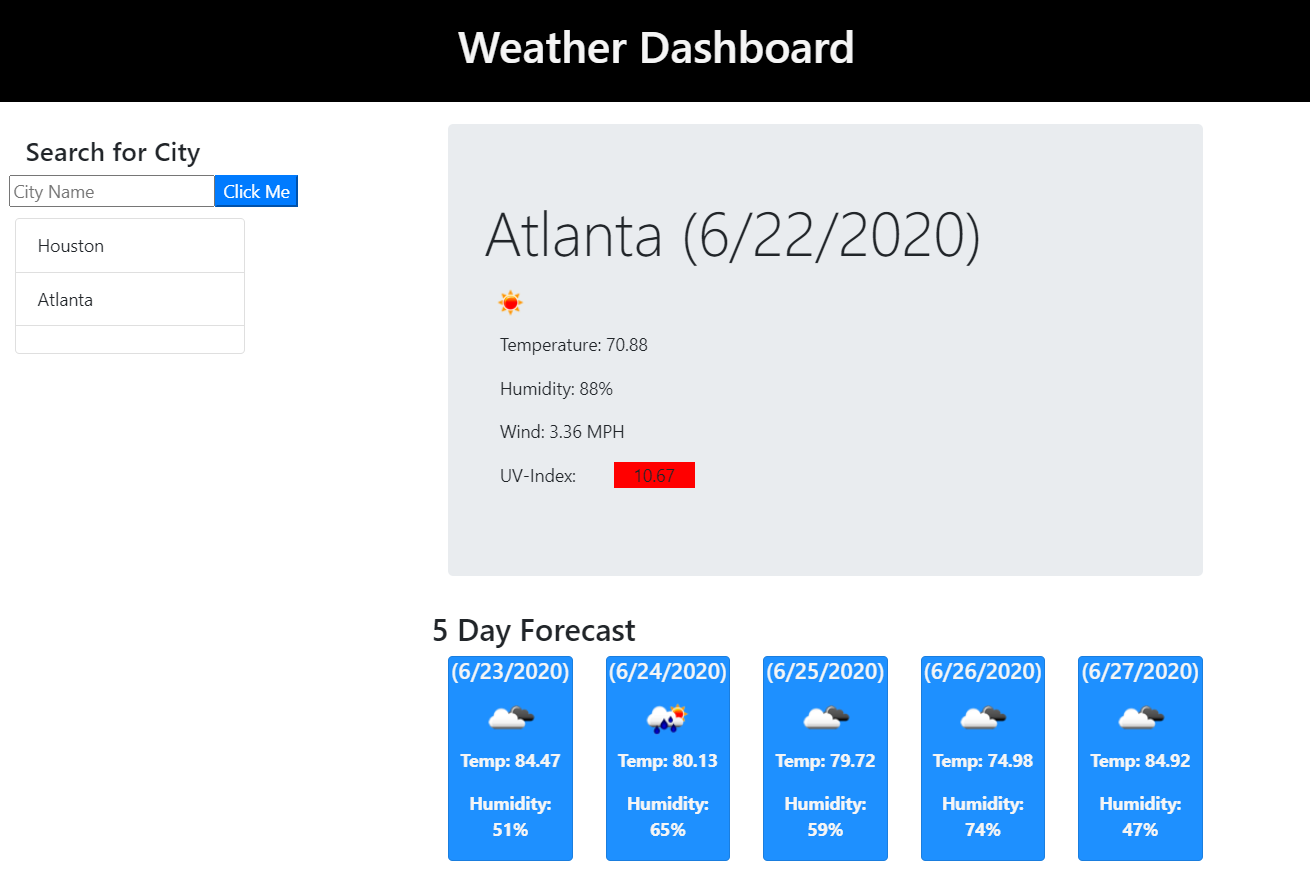 Weather Dashboard
Search for City
City Name
Click Me
Houston
Atlanta
Atlanta (6/22/2020)
Temperature: 70.88
Humidity: 88%
Wind: 3.36 MPH
UV-Index: 10.67
5 Day Forecast
(6/23/2020)
Temp: 84.47
Humidity:
51%
(6/24/2020)
Temp: 80.13
Humidity:
65%
(6/25/2020)
Temp: 79.72
Humidity:
59%
(6/26/2020)
Temp: 74.98
Humidity:
74%
(6/27/2020)
Temp: 84.92
Humidity:
47%